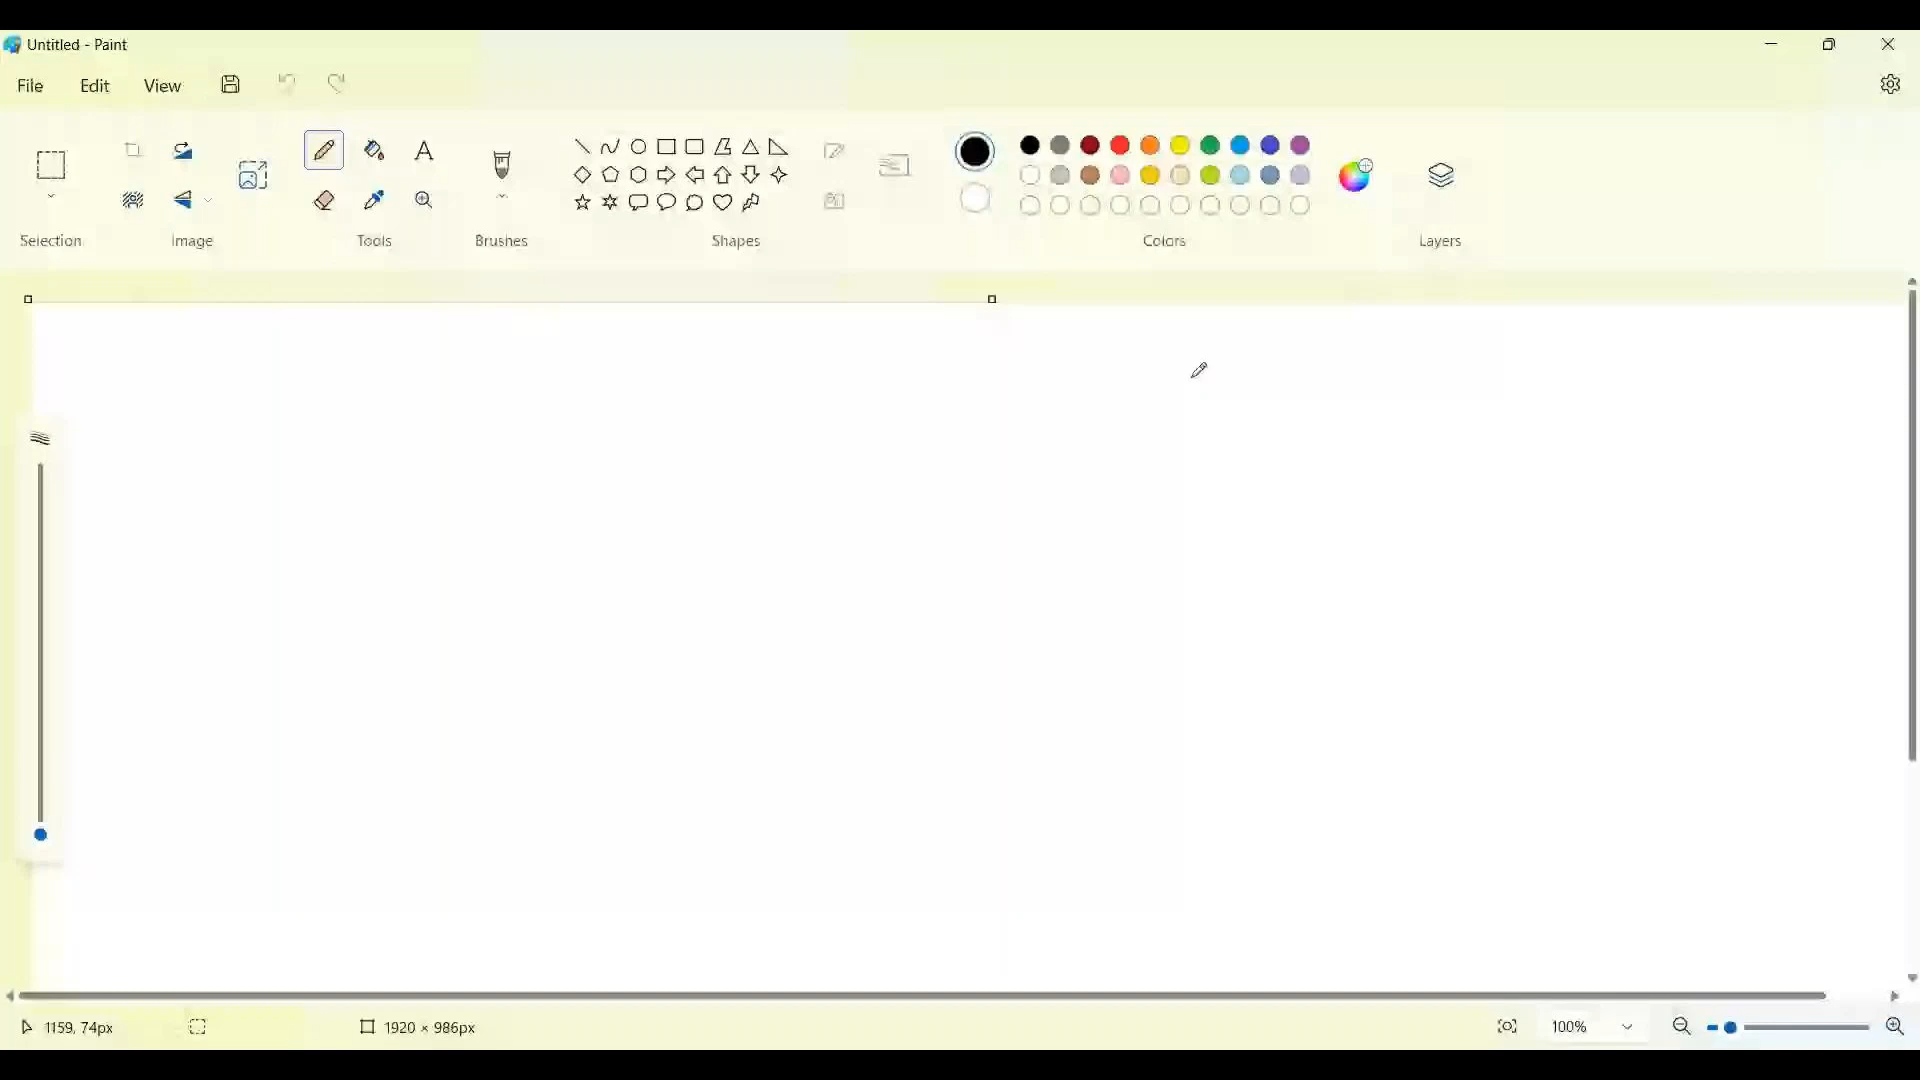 Untitled - Paint
File Edit View
Selection Image Tools Brushes Shapes Colors Layers
1159, 74px 1920 × 986px 100%